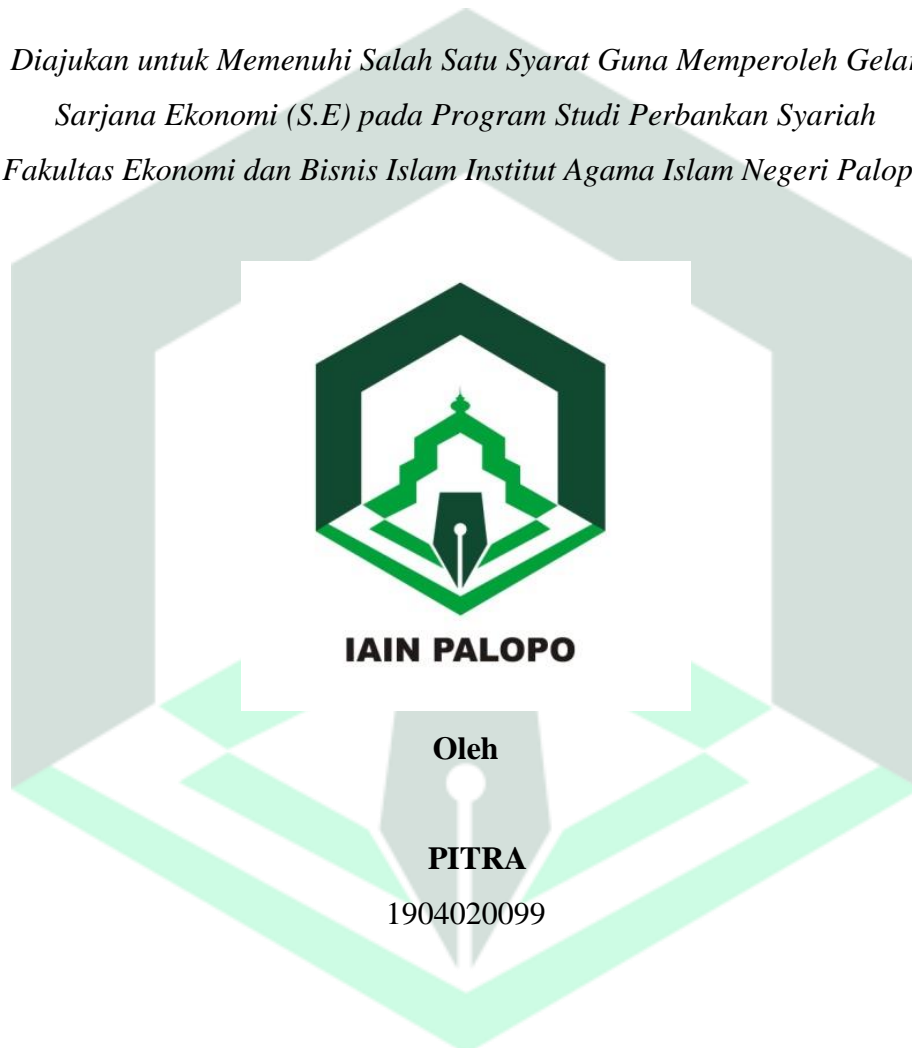 Diajukan untuk Memenuhi Salah Satu Syarat Guna Memperoleh Gelar
Sarjana Ekonomi (S.E) pada Program Studi Perbankan Syariah
Fakultas Ekonomi dan Bisnis Islam Institut Agama Islam Negeri Palop
IAIN PALOPO
Oleh
PITRA
1904020099